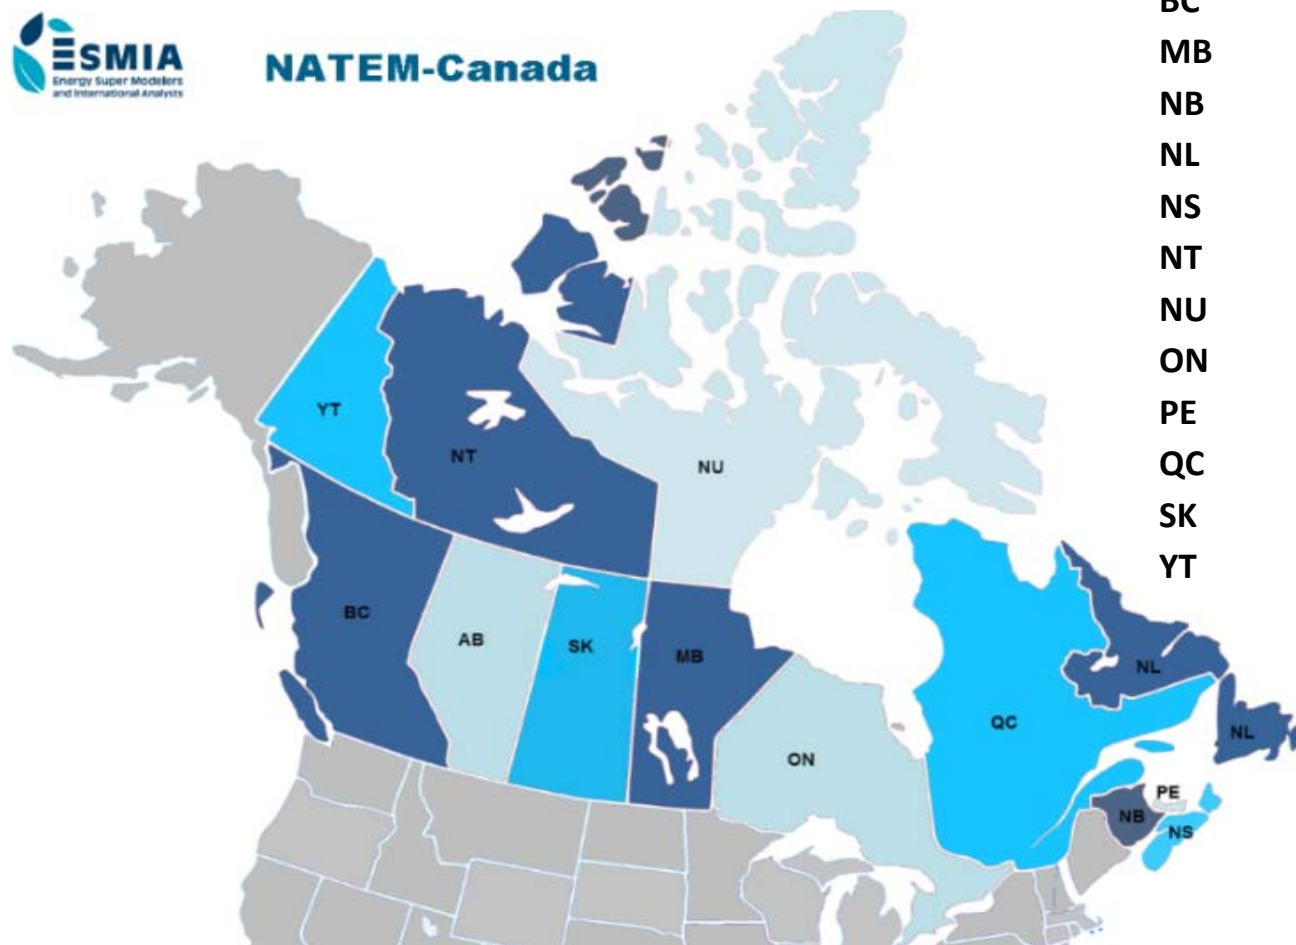 BC
ESMIA
Energy Super Modelers
and International Analysts
NATEM-Canada
MB
NB
NL
NS
NT
NU
ON
PE
QC
SK
YT
YT
NT
NU
BC
AB
SK
MB
ON
QC
NL
NL
PE
NB
NS